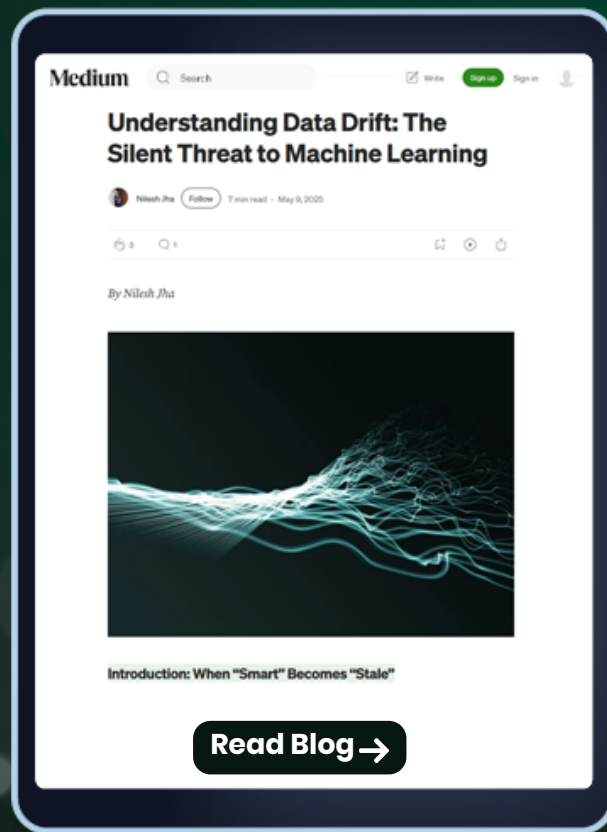 Medium
Search
Write
Sign up
Sign in
Understanding Data Drift: The
Silent Threat to Machine Learning
Nilesh Jha
Follow
7 min read · May 9, 2025
3
1
By Nilesh Jha
Introduction: When “Smart” Becomes “Stale”
Read Blog